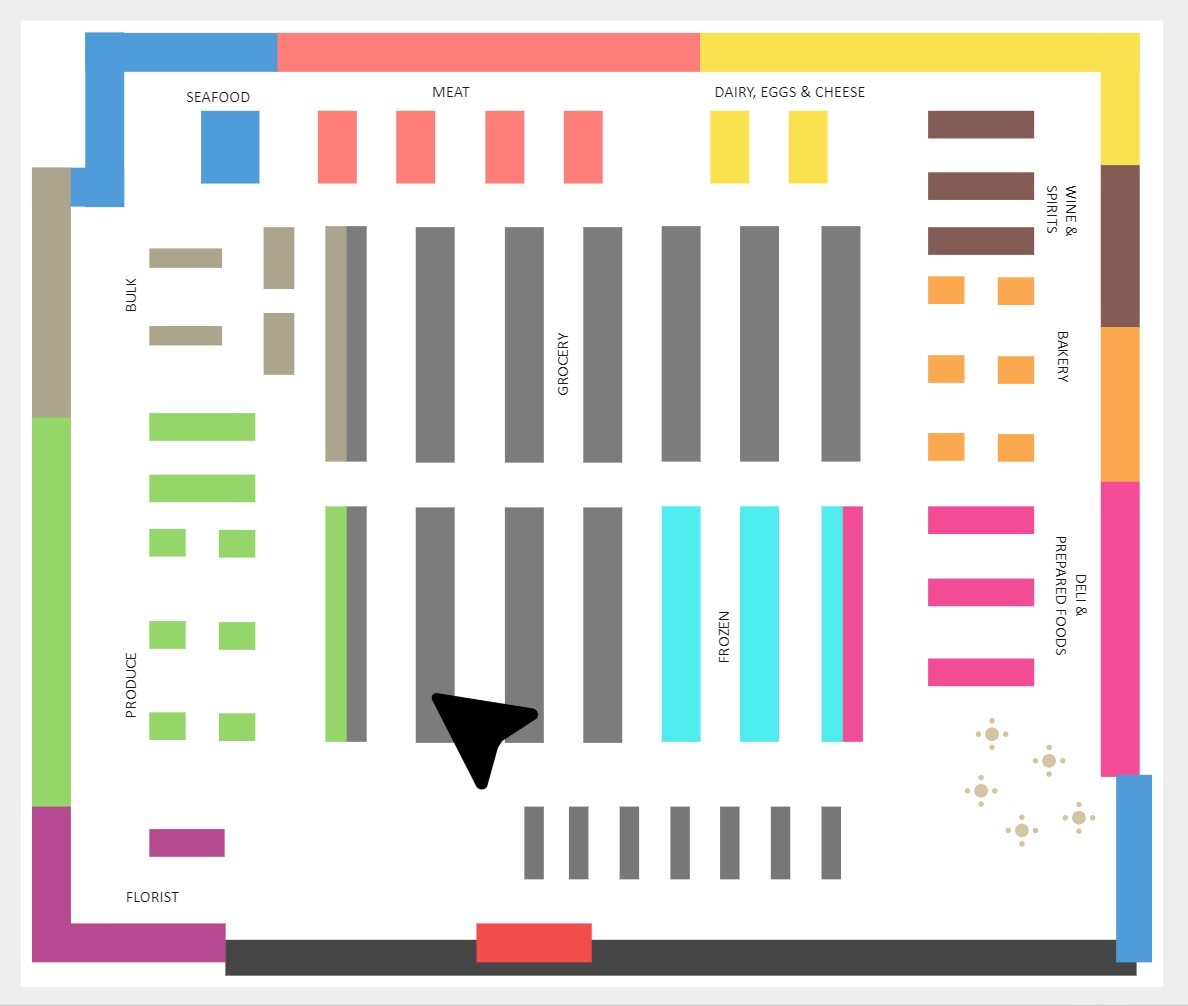 SEAFOOD
MEAT
DAIRY, EGGS & CHEESE
WINE &
SPIRITS
BULK
GROCERY
BAKERY
DELI &
PREPARED FOODS
FROZEN
PRODUCE
FLORIST